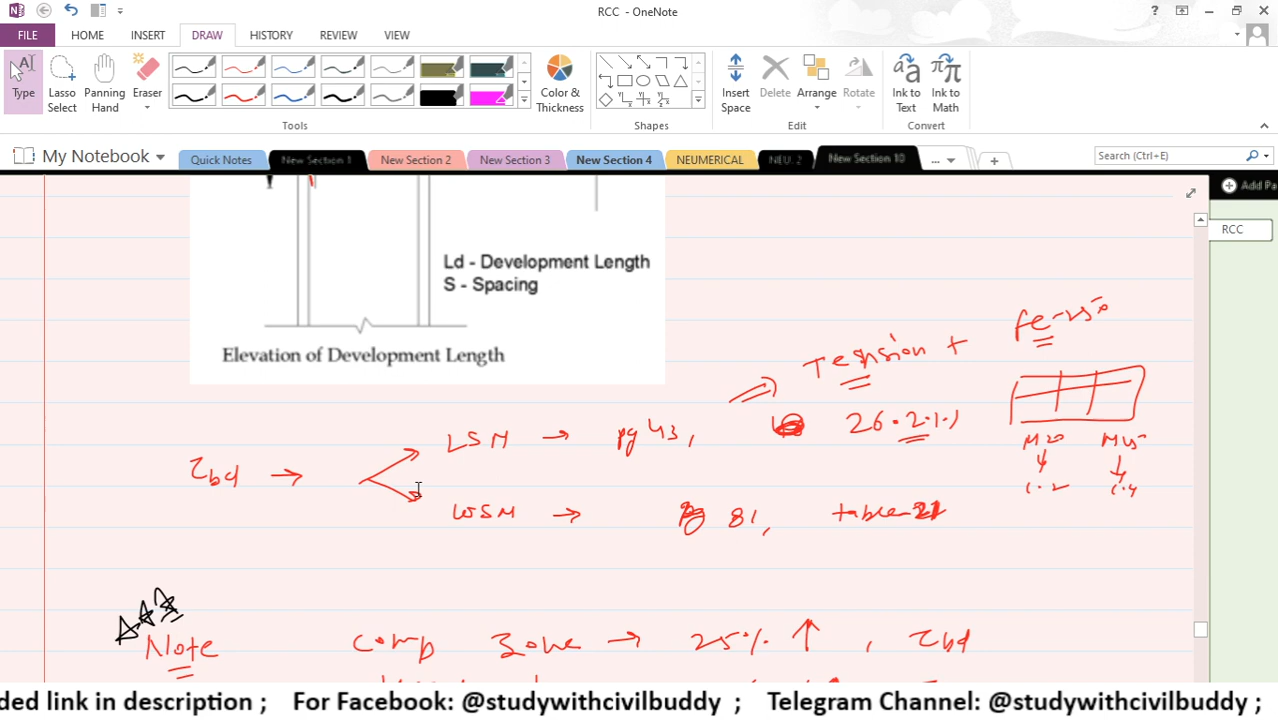 RCC - OneNote
FILE HOME INSERT DRAW HISTORY REVIEW VIEW
Type
Lasso Select
Panning Hand
Eraser
Color & Thickness
Insert Space
Delete
Arrange
Rotate
Ink to Text
Ink to Math
Tools
Shapes
Edit
Convert
My Notebook
Quick Notes New Section 1 New Section 2 New Section 3 New Section 4 NEUMERICAL NEU. 2 New Section 10 ... +
Search (Ctrl+E)
Add Pa
RCC
Ld - Development Length
S - Spacing
Elevation of Development Length
Tension + fe-250
τbd → LSM → pg 43, 26.2.1.1
M20 M45
1.2 1.4
WSM → pg 81, table 21
Note comp zone → 25% ↑, τbd
ded link in description ; For Facebook: @studywithcivilbuddy ; Telegram Channel: @studywithcivilbuddy ;